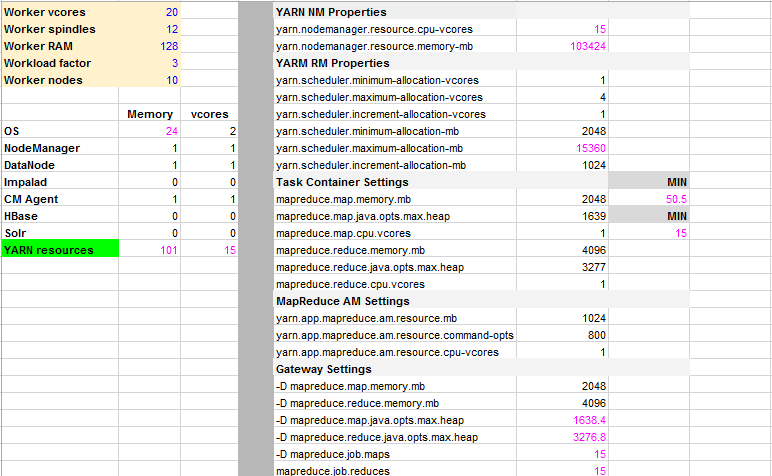 Worker vcores 20
Worker spindles 12
Worker RAM 128
Workload factor 3
Worker nodes 10
Memory vcores
OS 24 2
NodeManager 1 1
DataNode 1 1
Impalad 0 0
CM Agent 1 1
HBase 0 0
Solr 0 0
YARN resources 101 15
YARN NM Properties
yarn.nodemanager.resource.cpu-vcores 15
yarn.nodemanager.resource.memory-mb 103424
YARM RM Properties
yarn.scheduler.minimum-allocation-vcores 1
yarn.scheduler.maximum-allocation-vcores 4
yarn.scheduler.increment-allocation-vcores 1
yarn.scheduler.minimum-allocation-mb 2048
yarn.scheduler.maximum-allocation-mb 15360
yarn.scheduler.increment-allocation-mb 1024
Task Container Settings MIN
mapreduce.map.memory.mb 2048 50.5
mapreduce.map.java.opts.max.heap 1639 MIN
mapreduce.map.cpu.vcores 1 15
mapreduce.reduce.memory.mb 4096
mapreduce.reduce.java.opts.max.heap 3277
mapreduce.reduce.cpu.vcores 1
MapReduce AM Settings
yarn.app.mapreduce.am.resource.mb 1024
yarn.app.mapreduce.am.resource.command-opts 800
yarn.app.mapreduce.am.resource.cpu-vcores 1
Gateway Settings
-D mapreduce.map.memory.mb 2048
-D mapreduce.reduce.memory.mb 4096
-D mapreduce.map.java.opts.max.heap 1638.4
-D mapreduce.reduce.java.opts.max.heap 3276.8
-D mapreduce.job.maps 15
mapreduce.job.reduces 15